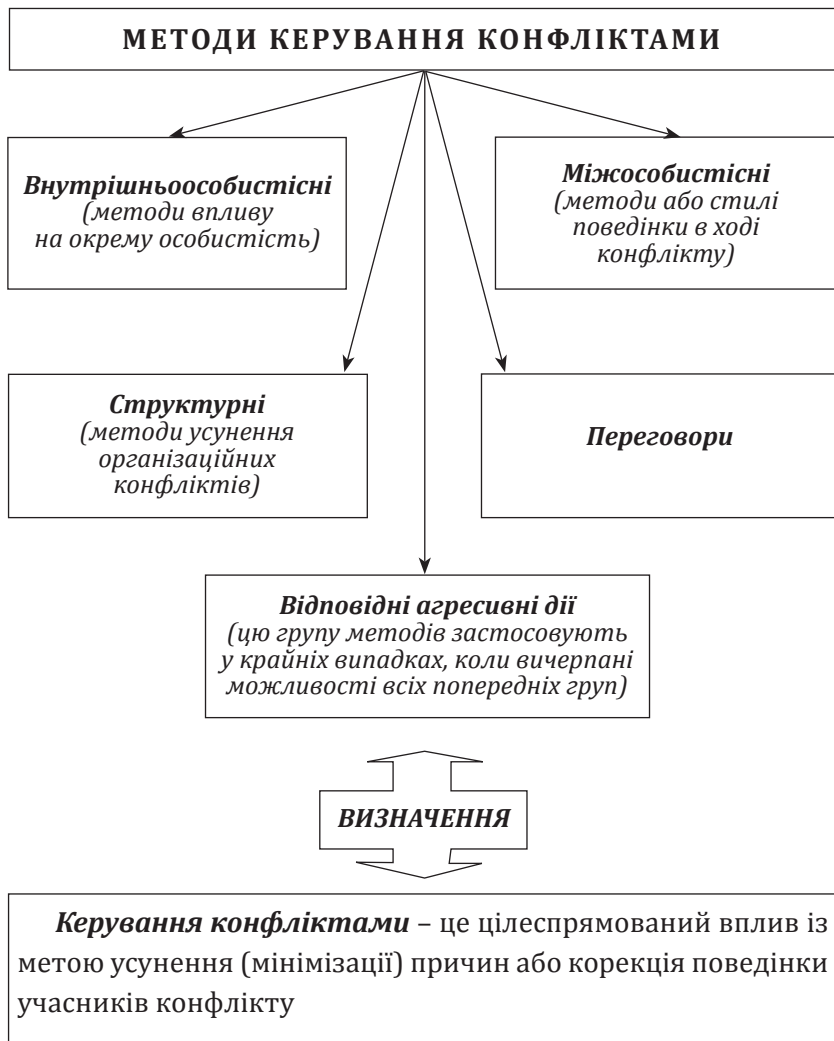 МЕТОДИ КЕРУВАННЯ КОНФЛІКТАМИ
Внутрішньоособистісні
(методи впливу
на окрему особистість)
Міжособистісні
(методи або стилі
поведінки в ході
конфлікту)
Структурні
(методи усунення
організаційних
конфліктів)
Переговори
Відповідні агресивні дії
(цю групу методів застосовують
у крайніх випадках, коли вичерпані
можливості всіх попередніх груп)
ВИЗНАЧЕННЯ
Керування конфліктами – це цілеспрямований вплив із
метою усунення (мінімізації) причин або корекція поведінки
учасників конфлікту